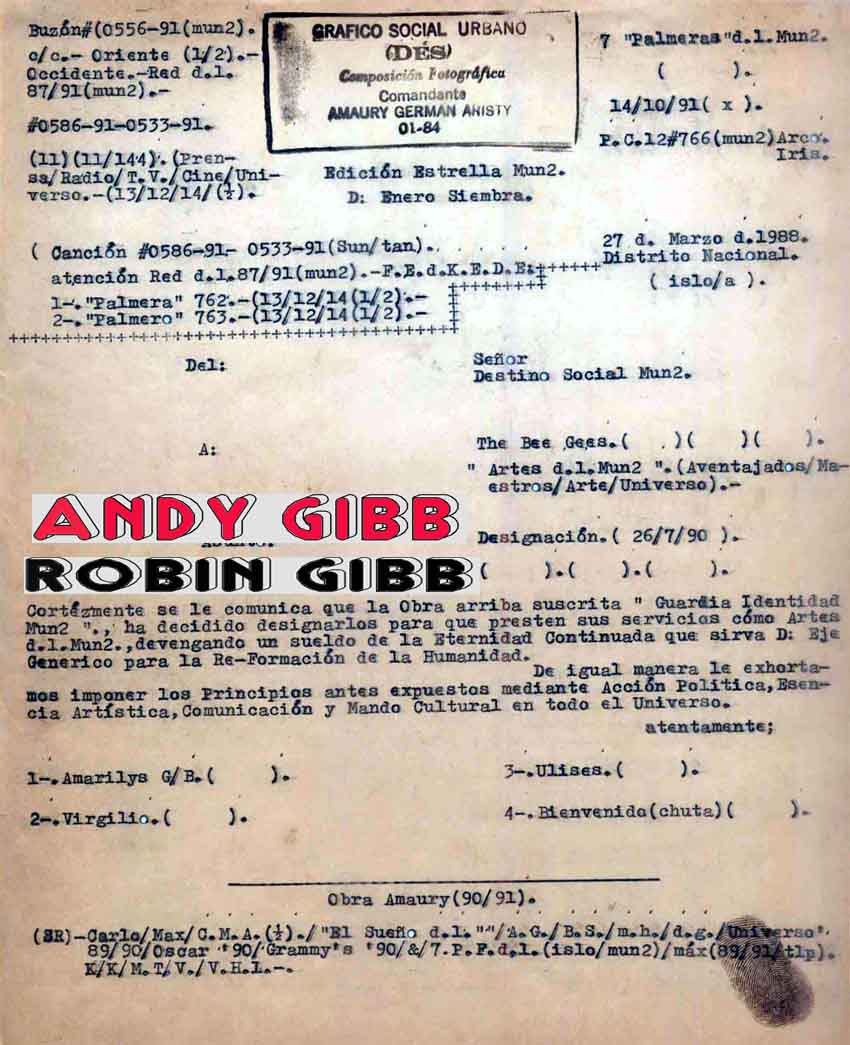 Buzón#(0556-91(mun2).
c/c.- Oriente (1/2).-
Occidente.-Red d.l.
87/91(mun2).-
#0586-91-0533-91.
(11)(11/144).(Pren-
sa/Radio/T.V./Cine/Uni-
verso.-(13/12/14/(½).
GRAFICO SOCIAL URBANO
(DÉS)
Composición Fotográfica
Comandante
AMAURY GERMAN ARISTY
01-84
Edición Estrella Mun2.
D: Enero Siembra.
7 "Palmeras"d.l.Mun2.
( ).
14/10/91( x ).
P.C.12#766(mun2)Arco.
Iris.
( Canción #0586-91- 0533-91(Sun/tan). . . . .
atención Red d.l.87/91(mun2).-F.E.d.K.E.D.E.‡+++++
1-."Palmera" 762.-(13/12/14(1/2).- ‡+++++++‡
2-."Palmero" 763.-(13/12/14(1/2).- ‡
++++++++++++++++++++++++++++++++++++++++‡
27 d. Marzo d.1988.
Distrito Nacional.
( islo/a ).
Del:
Señor
Destino Social Mun2.
A:
The Bee Gees.( .)( )( ).
" Artes d.l.Mun2 ".(Aventajados/Ma-
estros/Arte/Universo).-
ANDY GIBB
Designación.( 26/7/90 ).
ROBIN GIBB
( ).( ).( ).
Cortézmente se le comunica que la Obra arriba suscrita " Guardia Identidad
Mun2 "., ha decidido designarlos para que presten sus servicios cómo Artes
d.l.Mun2.,devengando un sueldo de la Eternidad Continuada que sirva D: Eje
Generico para la Re-Formación de la Humanidad.
De igual manera le exhorta-
mos imponer los Principios antes expuestos mediante Acción Politica,Esen-
cia Artística,Comunicación y Mando Cultural en todo el Universo.
atentamente;
1-.Amarilys G/B.( ).
3-.Ulises.( ).
2-.Virgilio.( ).
4-.Bienvenido(chuta)( ).
Obra Amaury(90/91).
(SR)-Carlo/Max/C.M.A.(½)./"El Sueño d.l.""/A.G./B.S./m.h./d.g./Universo".
89/90/Oscar '90/Grammy's '90/&/7.P.F.d.l.(islo/mun2)/máx(89/91/tlp).
K/K/M.T/V./V.H.1.-.